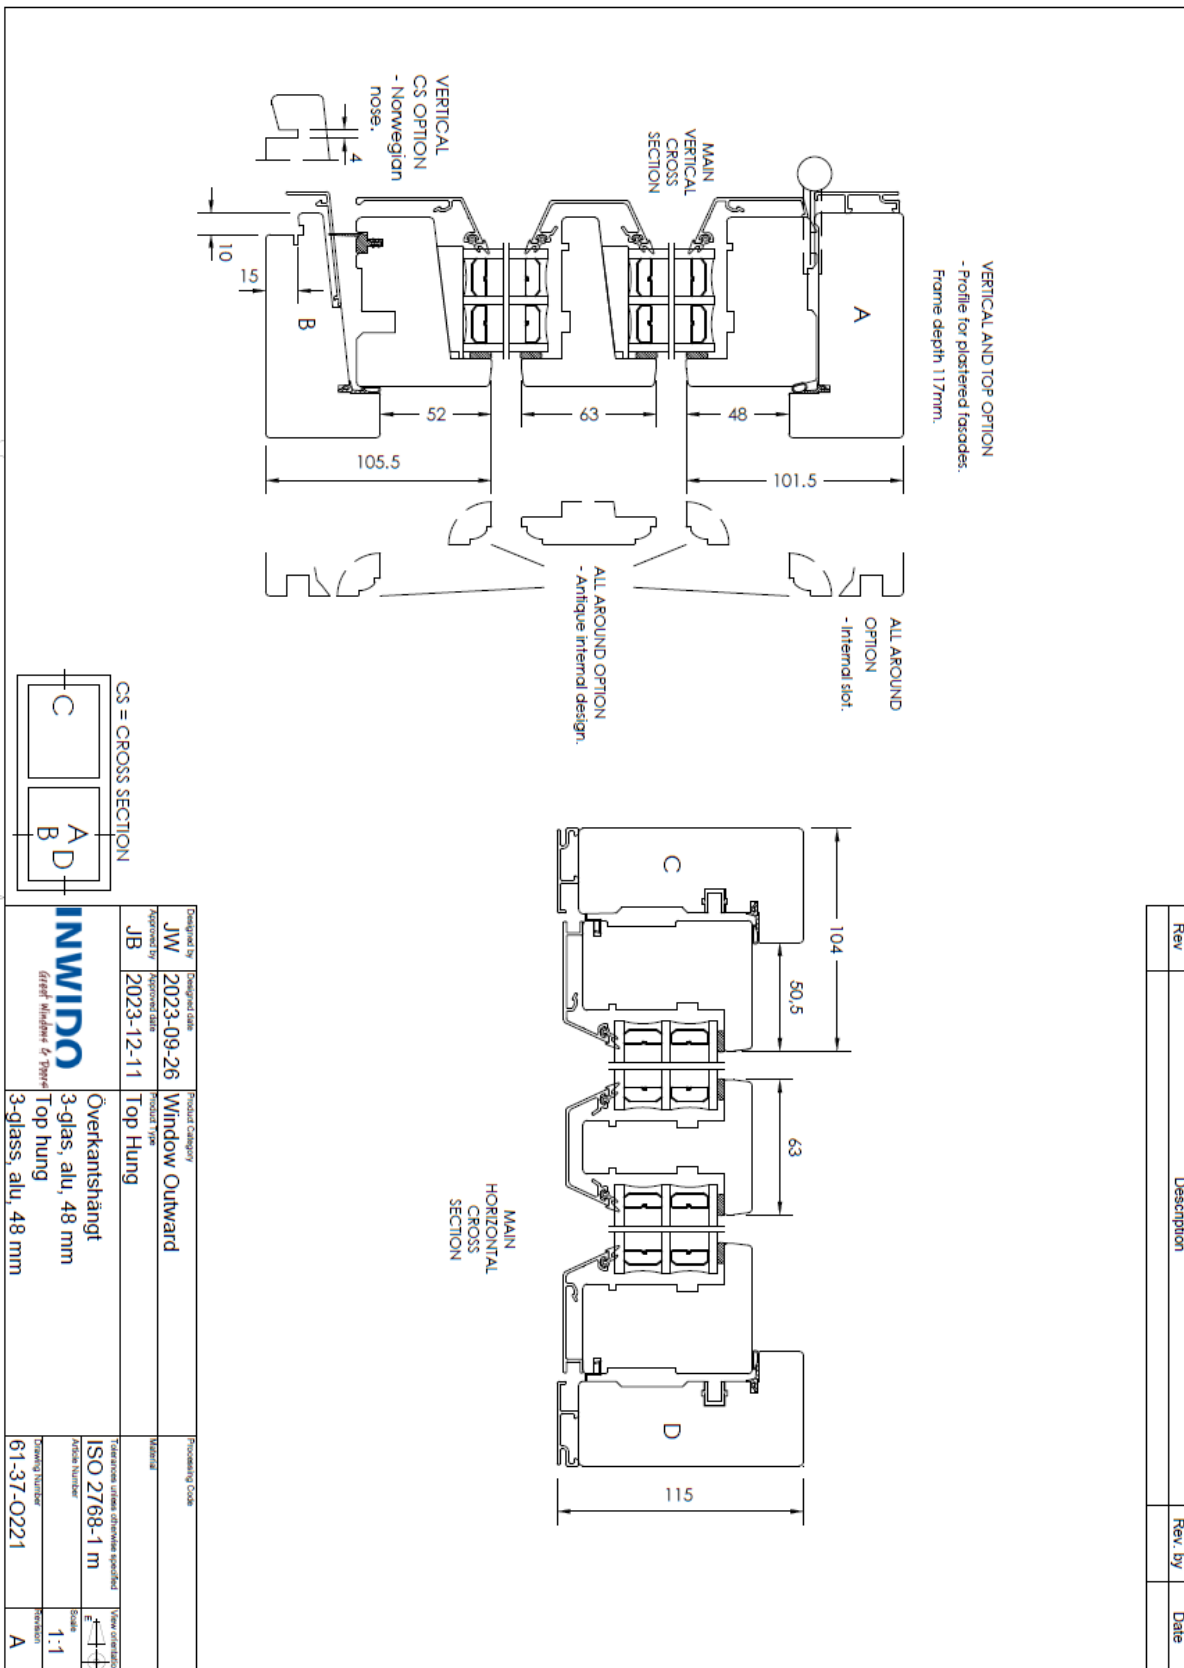 VERTICAL
CS OPTION
- Norwegian
nose.
MAIN
VERTICAL
CROSS
SECTION
VERTICAL AND TOP OPTION
- Profile for plastered fasades.
Frame depth 117mm.
A
B
4
10
15
52
63
48
105.5
101.5
ALL AROUND
OPTION
- Internal slot.
ALL AROUND OPTION
- Antique internal design.
C
104
50,5
63
MAIN
HORIZONTAL
CROSS
SECTION
D
115
CS = CROSS SECTION
C
A
D
B
Rev
Description
Rev. by
Date
Designed by
JW
Designed date
2023-09-26
Product Category
Window Outward
Processing Code
Approved by
JB
Approved date
2023-12-11
Product Type
Top Hung
Material
INWIDO
Great Windows & Doors
Överkantshängt
3-glas, alu, 48 mm
Top hung
3-glass, alu, 48 mm
Tolerances unless otherwise specified
ISO 2768-1 m
Article Number
Scale
1:1
Drawing Number
61-37-O221
Revision
A
E